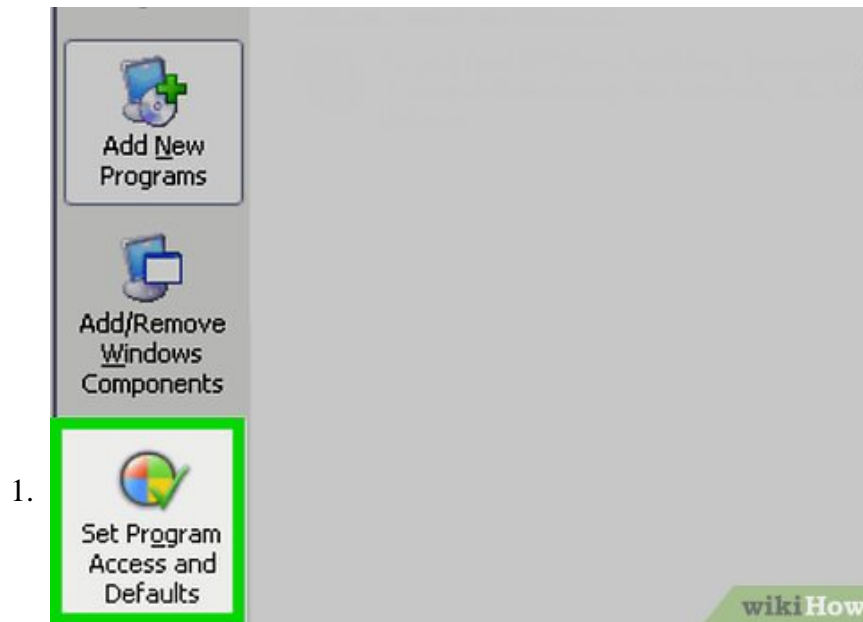 Add New
Programs
Add/Remove
Windows
Components
1.
Set Program
Access and
Defaults
wikiHow